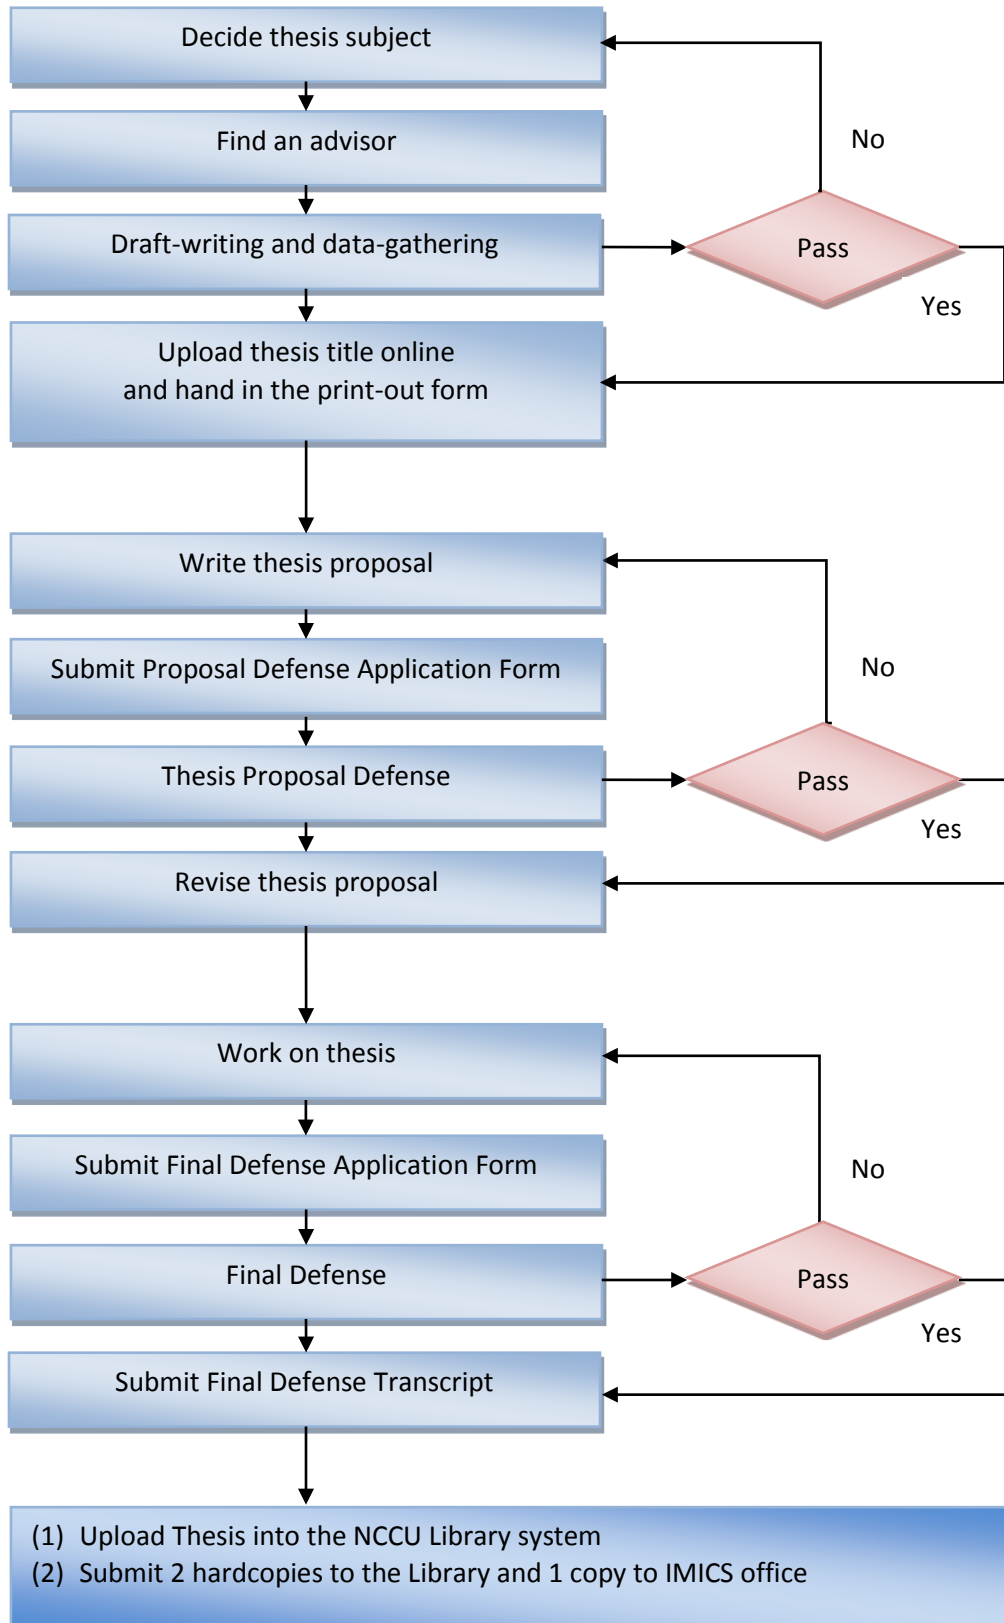 Decide thesis subject
No
Find an advisor
Draft-writing and data-gathering
Pass
Yes
Upload thesis title online
and hand in the print-out form
Write thesis proposal
Submit Proposal Defense Application Form
No
Thesis Proposal Defense
Pass
Yes
Revise thesis proposal
Work on thesis
Submit Final Defense Application Form
No
Final Defense
Pass
Yes
Submit Final Defense Transcript
(1) Upload Thesis into the NCCU Library system
(2) Submit 2 hardcopies to the Library and 1 copy to IMICS office